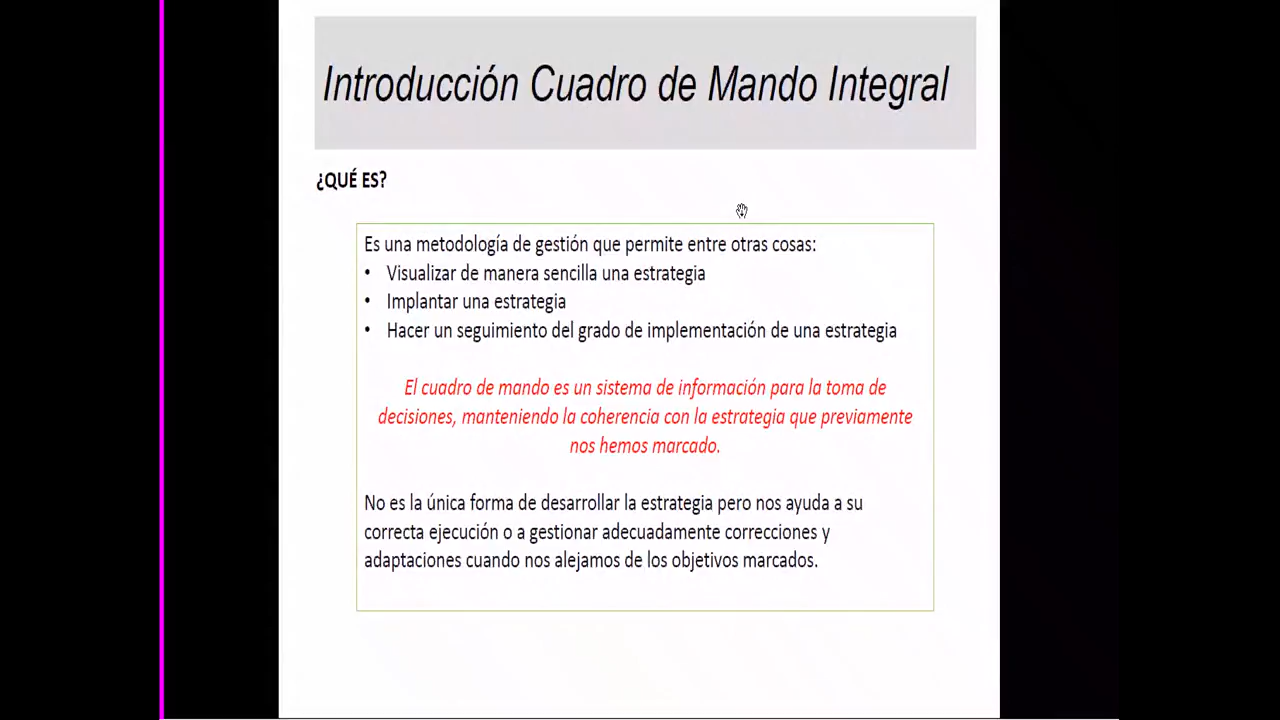 Introducción Cuadro de Mando Integral
¿QUÉ ES?
Es una metodología de gestión que permite entre otras cosas:
• Visualizar de manera sencilla una estrategia
• Implantar una estrategia
• Hacer un seguimiento del grado de implementación de una estrategia
El cuadro de mando es un sistema de información para la toma de
decisiones, manteniendo la coherencia con la estrategia que previamente
nos hemos marcado.
No es la única forma de desarrollar la estrategia pero nos ayuda a su
correcta ejecución o a gestionar adecuadamente correcciones y
adaptaciones cuando nos alejamos de los objetivos marcados.